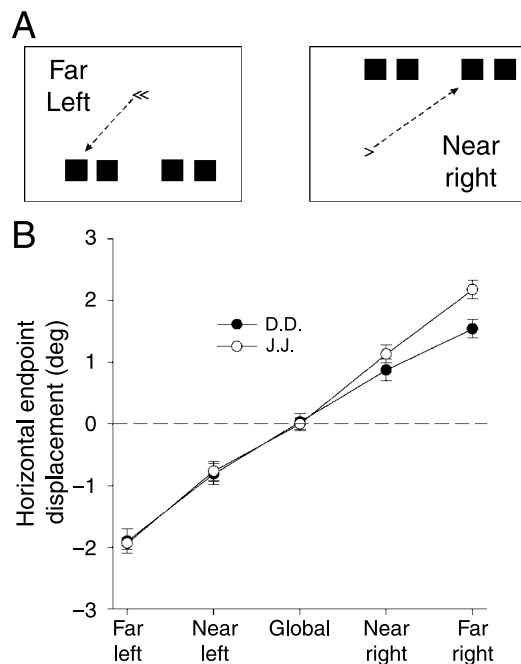 A
Far
Left
<<
>
Near
right
B
Horizontal endpoint
displacement (deg)
3
2
1
0
−1
−2
−3
D.D.
J.J.
Far
left
Near
left
Global
Near
right
Far
right